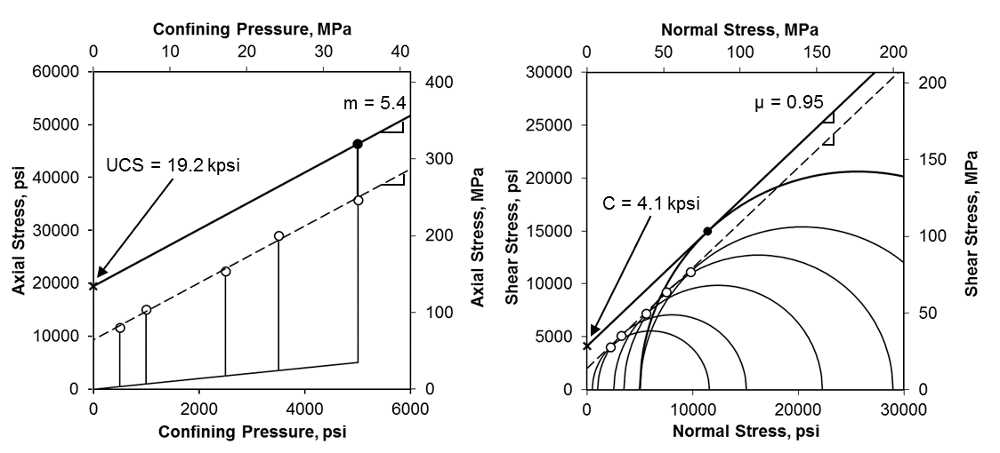 Confining Pressure, MPa
0 10 20 30 40
60000
50000
40000
30000
20000
10000
0
Axial Stress, psi
m = 5.4
UCS = 19.2 kpsi
400
300
200
100
0
Axial Stress, MPa
0 2000 4000 6000
Confining Pressure, psi
Normal Stress, MPa
0 50 100 150 200
30000
25000
20000
15000
10000
5000
0
Shear Stress, psi
µ = 0.95
C = 4.1 kpsi
200
150
100
50
0
Shear Stress, MPa
0 10000 20000 30000
Normal Stress, psi